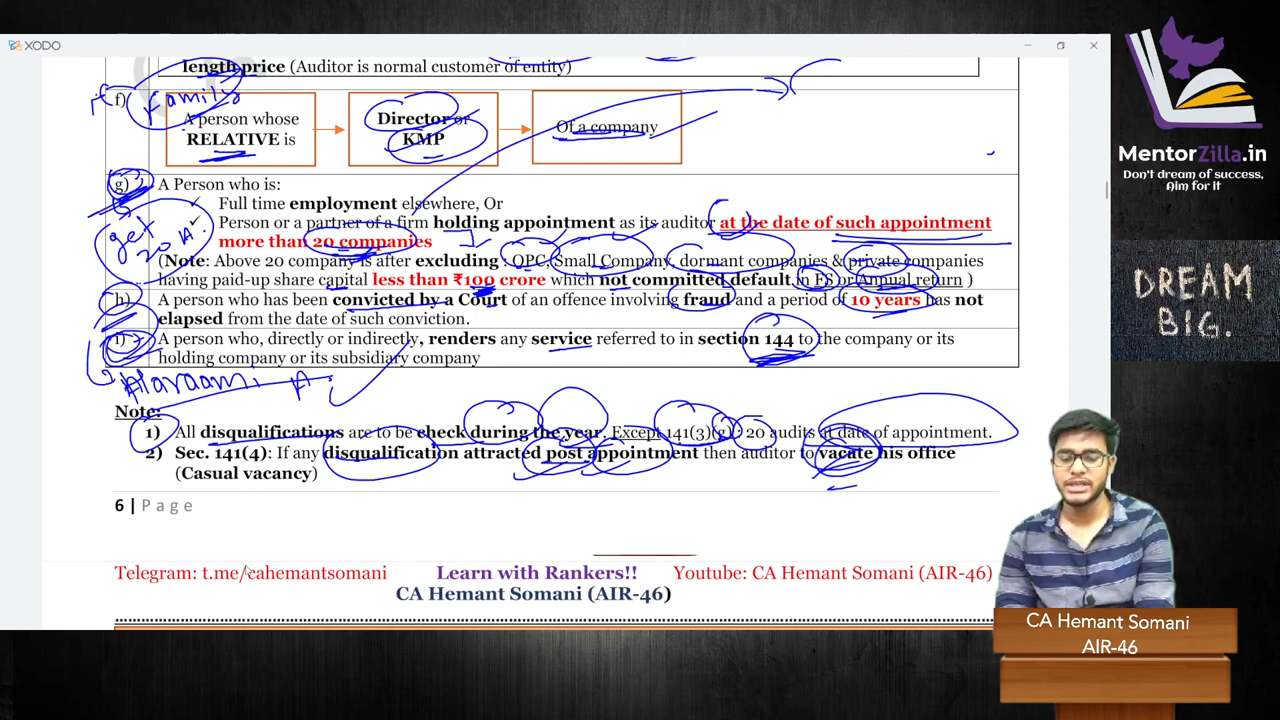 XODO
length price (Auditor is normal customer of entity)
f)
Family
A person whose
RELATIVE is
Director or
KMP
Of a company
g)
A Person who is:
✓ Full time employment elsewhere, Or
✓ Person or a partner of a firm holding appointment as its auditor at the date of such appointment
more than 20 companies
(Note: Above 20 company is after excluding : OPC, Small Company, dormant companies & private companies
having paid-up share capital less than ₹100 crore which not committed default in FS or Annual return )
get
20 A.
h)
A person who has been convicted by a Court of an offence involving fraud and a period of 10 years has not
elapsed from the date of such conviction.
i)
A person who, directly or indirectly, renders any service referred to in section 144 to the company or its
holding company or its subsidiary company
Note:
1) All disqualifications are to be check during the year, Except 141(3)(g) : 20 audits at date of appointment.
2) Sec. 141(4): If any disqualification attracted post appointment then auditor to vacate his office
(Casual vacancy)
6 | Page
Telegram: t.me/cahemantsomani Learn with Rankers!! Youtube: CA Hemant Somani (AIR-46)
CA Hemant Somani (AIR-46)
MentorZilla.in
Don't dream of success,
Aim for it
DREAM
BIG.
CA Hemant Somani
AIR-46